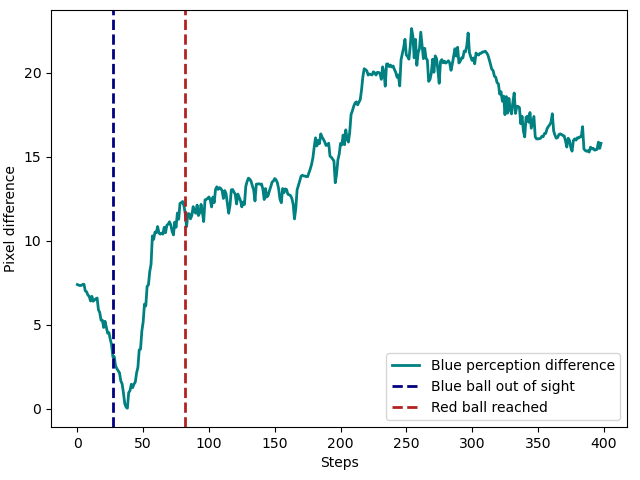 Pixel difference
20
15
10
5
0
0 50 100 150 200 250 300 350 400
Steps
Blue perception difference
Blue ball out of sight
Red ball reached